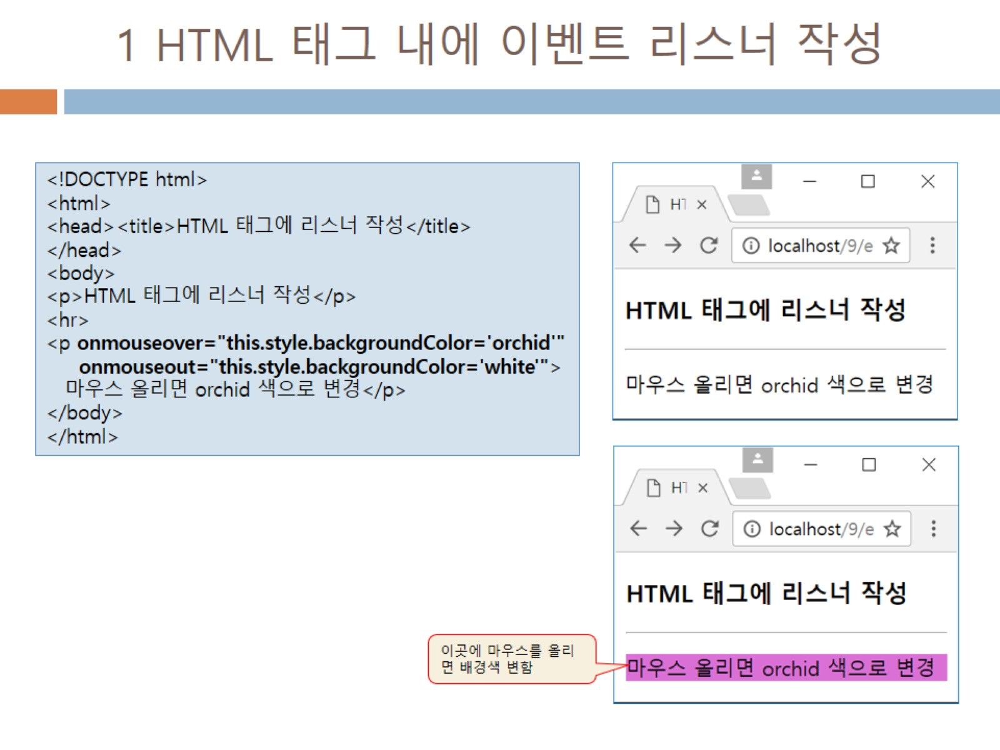 1 HTML 태그 내에 이벤트 리스너 작성
<!DOCTYPE html>
<html>
<head><title>HTML 태그에 리스너 작성</title>
</head>
<body>
<p>HTML 태그에 리스너 작성</p>
<hr>
<p onmouseover="this.style.backgroundColor='orchid'"
onmouseout="this.style.backgroundColor='white'">
마우스 올리면 orchid 색으로 변경</p>
</body>
</html>
localhost/9/e
HTML 태그에 리스너 작성
마우스 올리면 orchid 색으로 변경
localhost/9/e
HTML 태그에 리스너 작성
마우스 올리면 orchid 색으로 변경
이곳에 마우스를 올리
면 배경색 변함